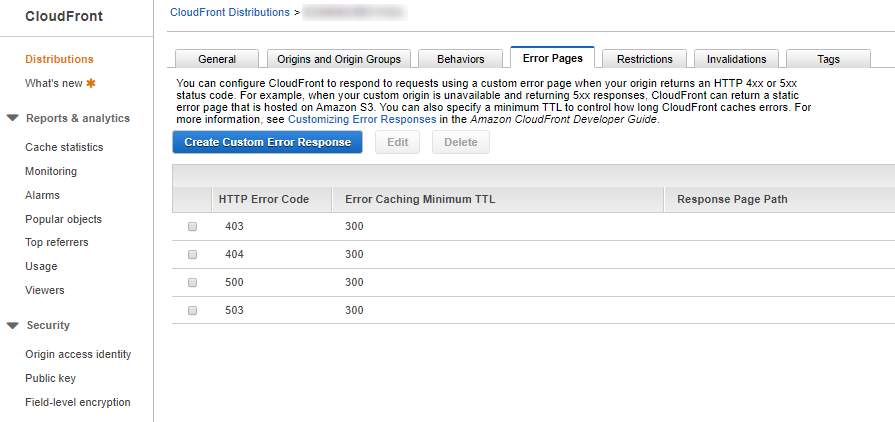 CloudFront
CloudFront Distributions >
Distributions
What's new
Reports & analytics
Cache statistics
Monitoring
Alarms
Popular objects
Top referrers
Usage
Viewers
Security
Origin access identity
Public key
Field-level encryption
General Origins and Origin Groups Behaviors Error Pages Restrictions Invalidations Tags
You can configure CloudFront to respond to requests using a custom error page when your origin returns an HTTP 4xx or 5xx
status code. For example, when your custom origin is unavailable and returning 5xx responses, CloudFront can return a static
error page that is hosted on Amazon S3. You can also specify a minimum TTL to control how long CloudFront caches errors. For
more information, see Customizing Error Responses in the Amazon CloudFront Developer Guide.
Create Custom Error Response Edit Delete
HTTP Error Code Error Caching Minimum TTL Response Page Path
403 300
404 300
500 300
503 300